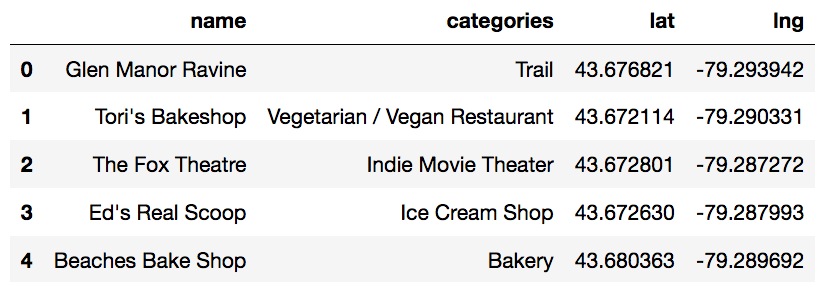 name categories lat lng
0 Glen Manor Ravine Trail 43.676821 -79.293942
1 Tori's Bakeshop Vegetarian / Vegan Restaurant 43.672114 -79.290331
2 The Fox Theatre Indie Movie Theater 43.672801 -79.287272
3 Ed's Real Scoop Ice Cream Shop 43.672630 -79.287993
4 Beaches Bake Shop Bakery 43.680363 -79.289692